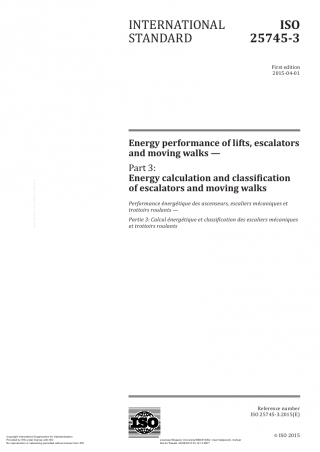 INTERNATIONAL
STANDARD
ISO
25745-3
First edition
2015-04-01
Energy performance of lifts, escalators
and moving walks —
Part 3:
Energy calculation and classification
of escalators and moving walks
Performance énergétique des ascenseurs, escaliers mécaniques et
trottoirs roulants —
Partie 3: Calcul énergétique et classification des escaliers mécaniques
et trottoirs roulants
ISO
Reference number
ISO 25745-3:2015(E)
© ISO 2015